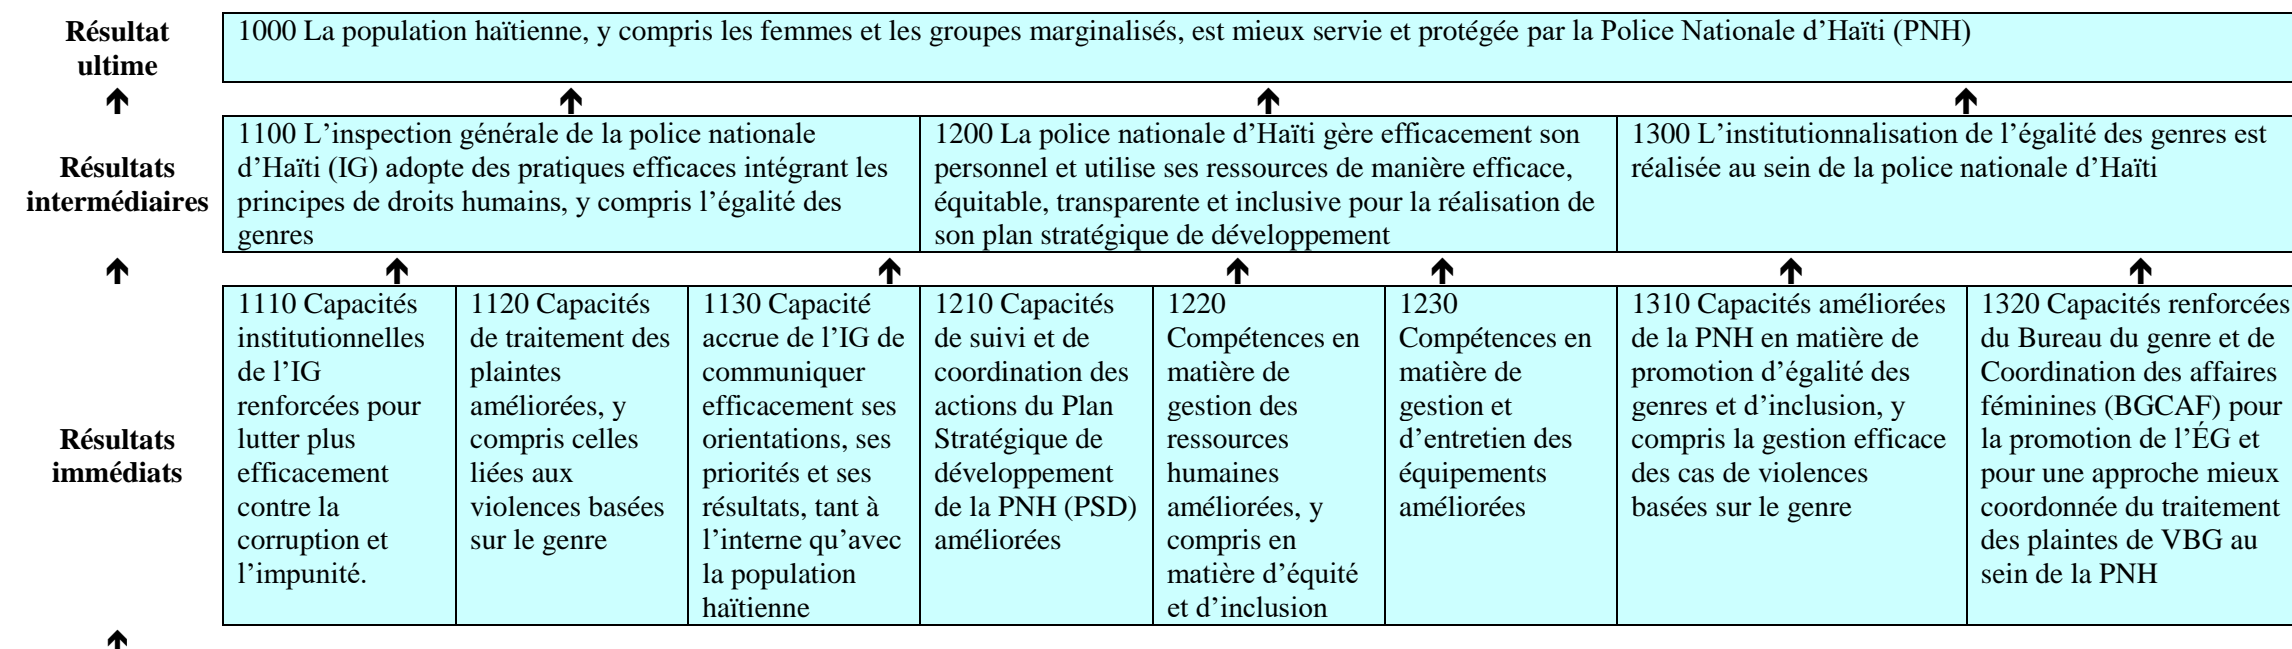 Résultat
ultime
1000 La population haïtienne, y compris les femmes et les groupes marginalisés, est mieux servie et protégée par la Police Nationale d’Haïti (PNH)
Résultats
intermédiaires
1100 L’inspection générale de la police nationale
d’Haïti (IG) adopte des pratiques efficaces intégrant les
principes de droits humains, y compris l’égalité des
genres
1200 La police nationale d’Haïti gère efficacement son
personnel et utilise ses ressources de manière efficace,
équitable, transparente et inclusive pour la réalisation de
son plan stratégique de développement
1300 L’institutionnalisation de l’égalité des genres est
réalisée au sein de la police nationale d’Haïti
Résultats
immédiats
1110 Capacités
institutionnelles
de l’IG
renforcées pour
lutter plus
efficacement
contre la
corruption et
l’impunité.
1120 Capacités
de traitement des
plaintes
améliorées, y
compris celles
liées aux
violences basées
sur le genre
1130 Capacité
accrue de l’IG de
communiquer
efficacement ses
orientations, ses
priorités et ses
résultats, tant à
l’interne qu’avec
la population
haïtienne
1210 Capacités
de suivi et de
coordination des
actions du Plan
Stratégique de
développement
de la PNH (PSD)
améliorées
1220
Compétences en
matière de
gestion des
ressources
humaines
améliorées, y
compris en
matière d’équité
et d’inclusion
1230
Compétences en
matière de
gestion et
d’entretien des
équipements
améliorées
1310 Capacités améliorées
de la PNH en matière de
promotion d’égalité des
genres et d’inclusion, y
compris la gestion efficace
des cas de violences
basées sur le genre
1320 Capacités renforcées
du Bureau du genre et de
Coordination des affaires
féminines (BGCAF) pour
la promotion de l’ÉG et
pour une approche mieux
coordonnée du traitement
des plaintes de VBG au
sein de la PNH